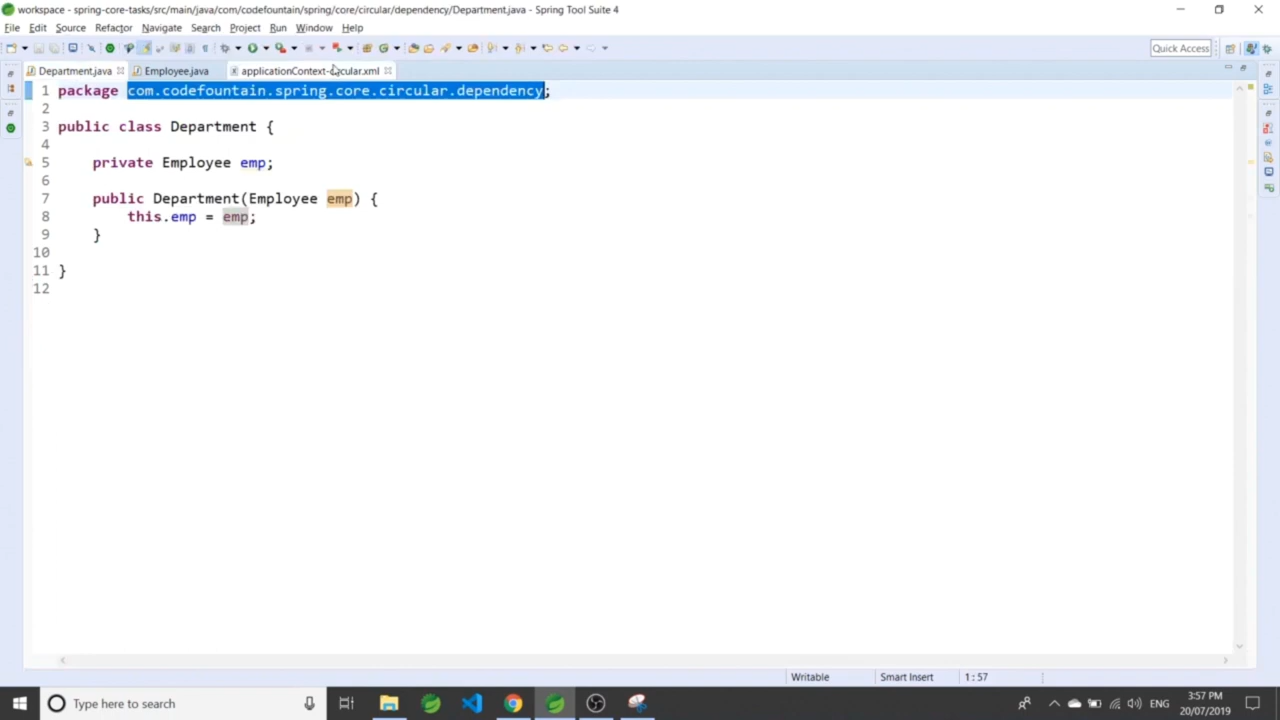 workspace - spring-core-tasks/src/main/java/com/codefountain/spring/core/circular/dependency/Department.java - Spring Tool Suite 4
File Edit Source Refactor Navigate Search Project Run Window Help
Quick Access
Department.java Employee.java applicationContext-circular.xml
1 package com.codefountain.spring.core.circular.dependency;
2
3 public class Department {
4
5 private Employee emp;
6
7 public Department(Employee emp) {
8 this.emp = emp;
9 }
10
11 }
12
Writable Smart Insert 1 : 57
Type here to search
ENG
3:57 PM
20/07/2019